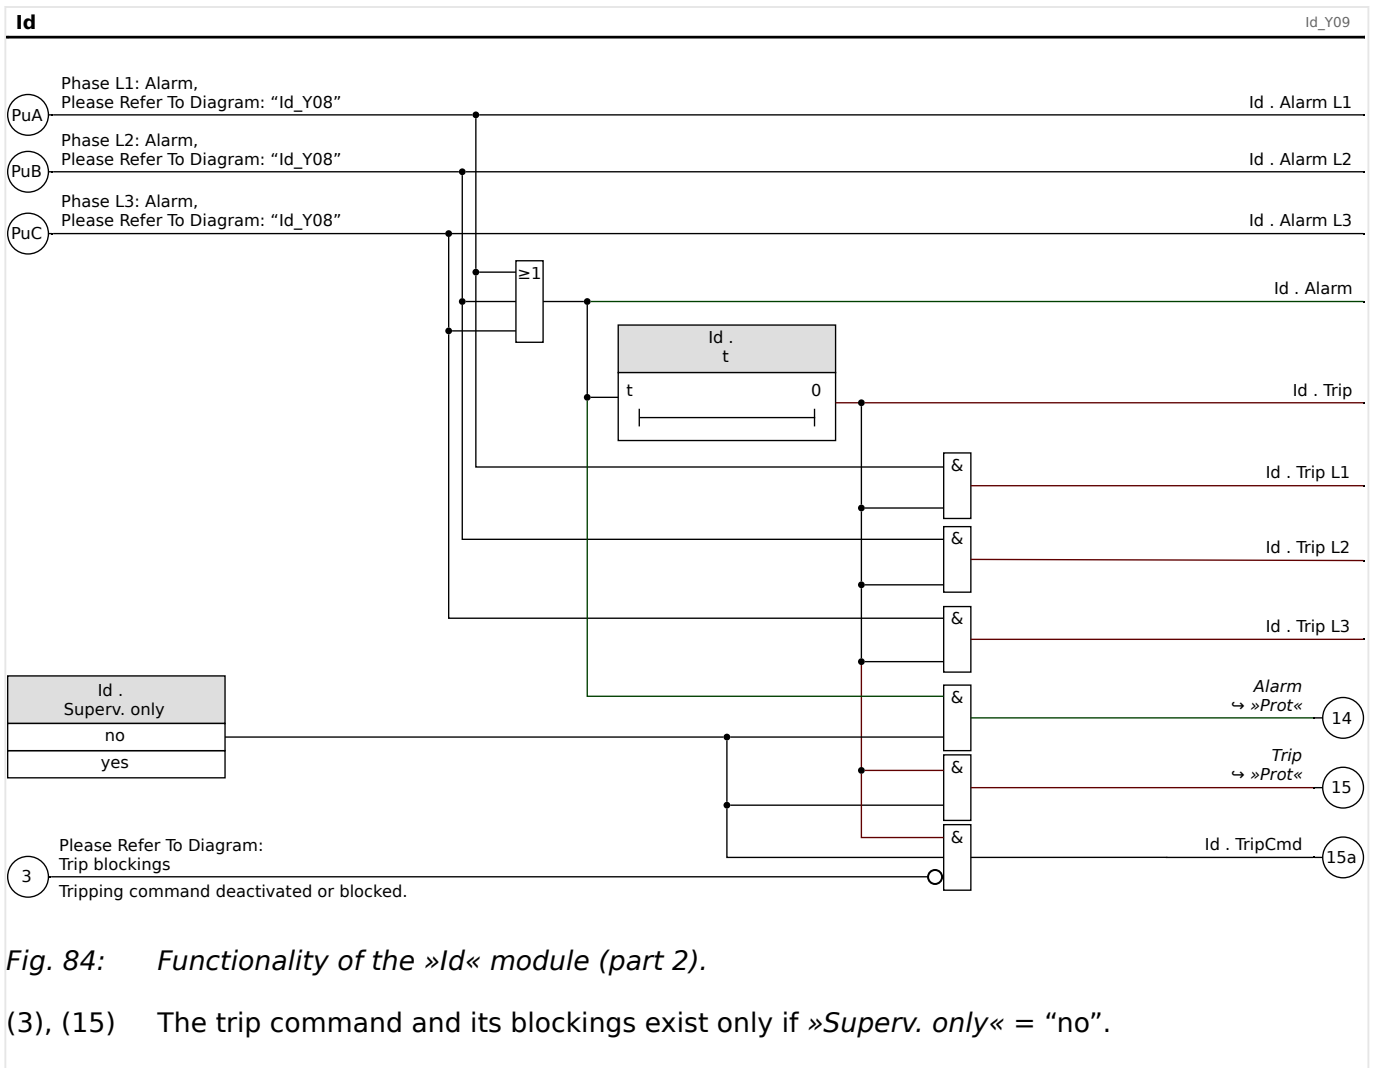 Id
Id_Y09
Phase L1: Alarm,
Please Refer To Diagram: “Id_Y08”
PuA
Id . Alarm L1
Phase L2: Alarm,
Please Refer To Diagram: “Id_Y08”
PuB
Id . Alarm L2
Phase L3: Alarm,
Please Refer To Diagram: “Id_Y08”
PuC
Id . Alarm L3
≥1
Id . Alarm
Id .
t
t 0
Id . Trip
&
Id . Trip L1
&
Id . Trip L2
&
Id . Trip L3
Id .
Superv. only
no
yes
&
Alarm
↪ »Prot«
14
&
Trip
↪ »Prot«
15
&
Id . TripCmd
15a
Please Refer To Diagram:
Trip blockings
3
Tripping command deactivated or blocked.
Fig. 84: Functionality of the »Id« module (part 2).
(3), (15) The trip command and its blockings exist only if »Superv. only« = “no”.